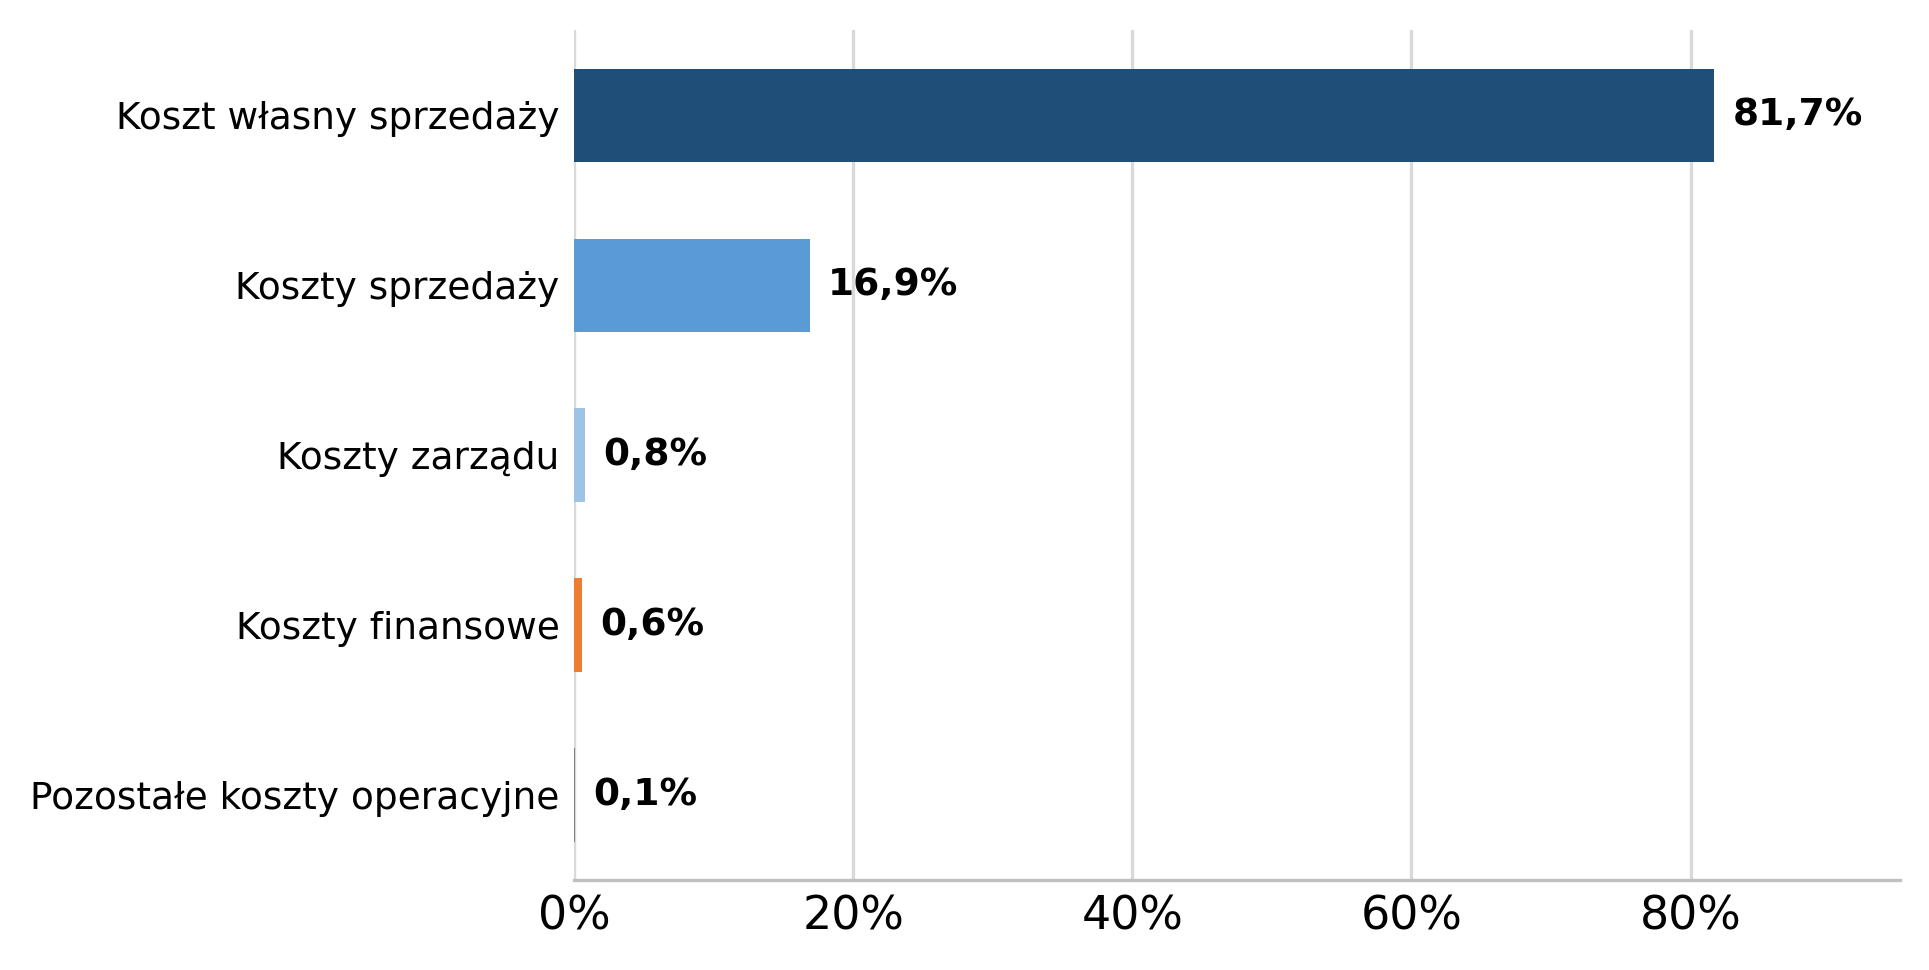 Koszt własny sprzedaży 81,7%
Koszty sprzedaży 16,9%
Koszty zarządu 0,8%
Koszty finansowe 0,6%
Pozostałe koszty operacyjne 0,1%
0% 20% 40% 60% 80%